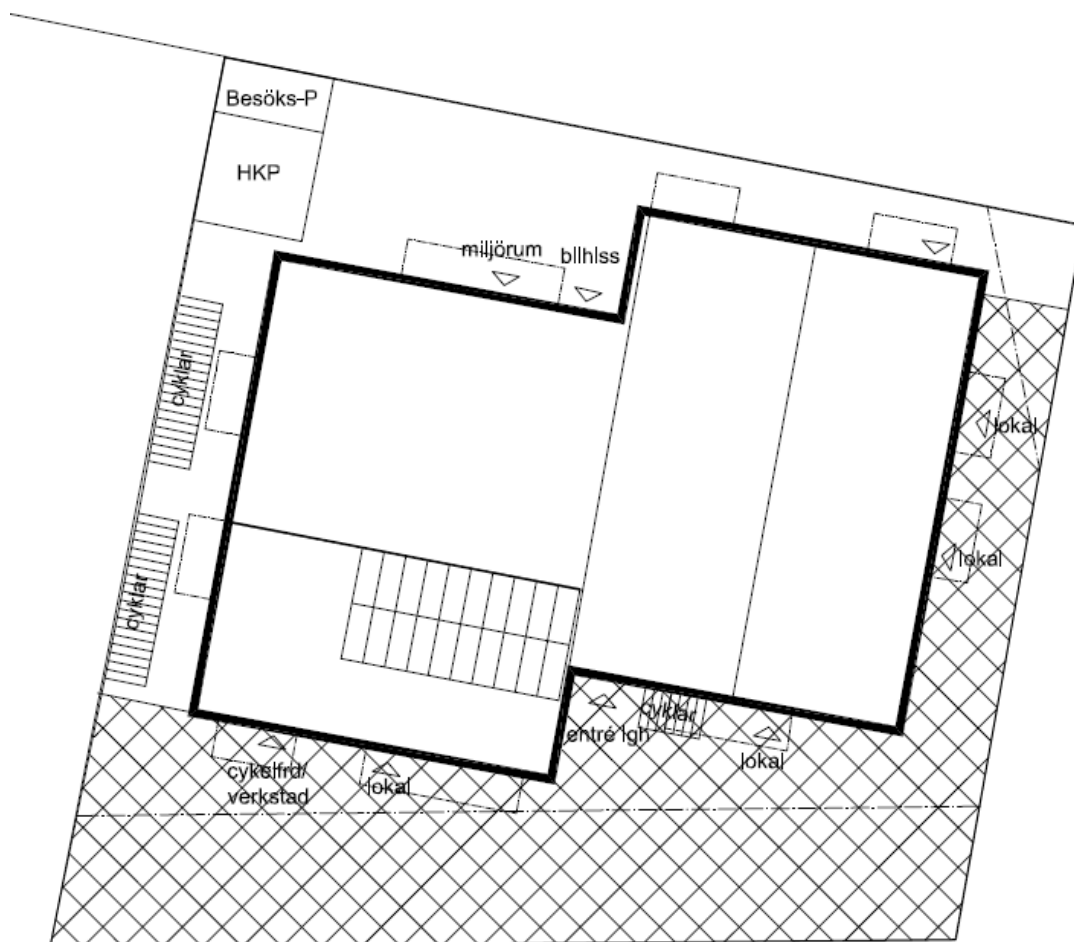 Besöks-P
HKP
miljörum
bllhlss
cyklar
lokal
lokal
cyklar
cyklar
entré lgh
lokal
cykelfrd/
verkstad
lokal